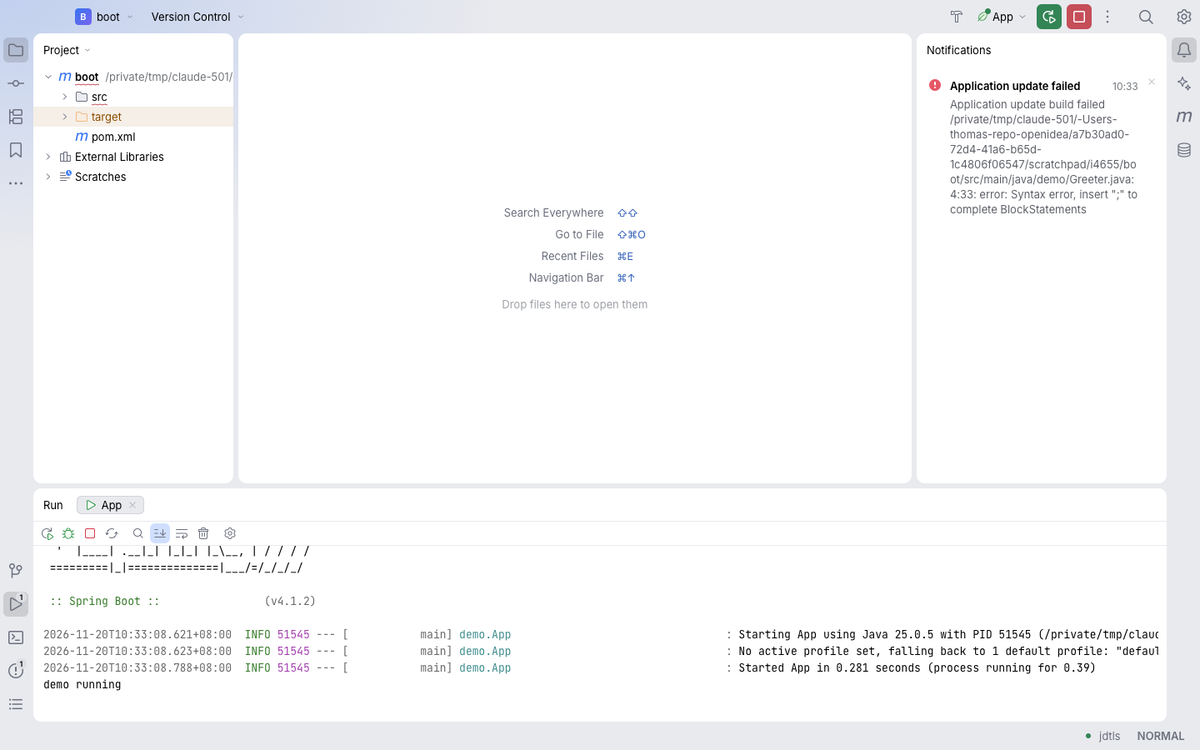 B boot
Version Control
App
Project
boot /private/tmp/claude-501/
src
target
m pom.xml
External Libraries
Scratches
Search Everywhere ⇧⇧
Go to File ⇧⌘O
Recent Files ⌘E
Navigation Bar ⌘↑
Drop files here to open them
Notifications
Application update failed 10:33
Application update build failed
/private/tmp/claude-501/-Users-
thomas-repo-openidea/a7b30ad0-
72d4-41a6-b65d-
1c4806f06547/scratchpad/i4655/bo
ot/src/main/java/demo/Greeter.java:
4:33: error: Syntax error, insert ";" to
complete BlockStatements
Run
App
'  |____| .__|_| |_|_| |_\__, | / / / /
=========|_|==============|___/=/_/_/_/
:: Spring Boot :: (v4.1.2)
2026-11-20T10:33:08.621+08:00 INFO 51545 --- [ main] demo.App : Starting App using Java 25.0.5 with PID 51545 (/private/tmp/clauc
2026-11-20T10:33:08.623+08:00 INFO 51545 --- [ main] demo.App : No active profile set, falling back to 1 default profile: "defaul
2026-11-20T10:33:08.788+08:00 INFO 51545 --- [ main] demo.App : Started App in 0.281 seconds (process running for 0.39)
demo running
jdtls NORMAL